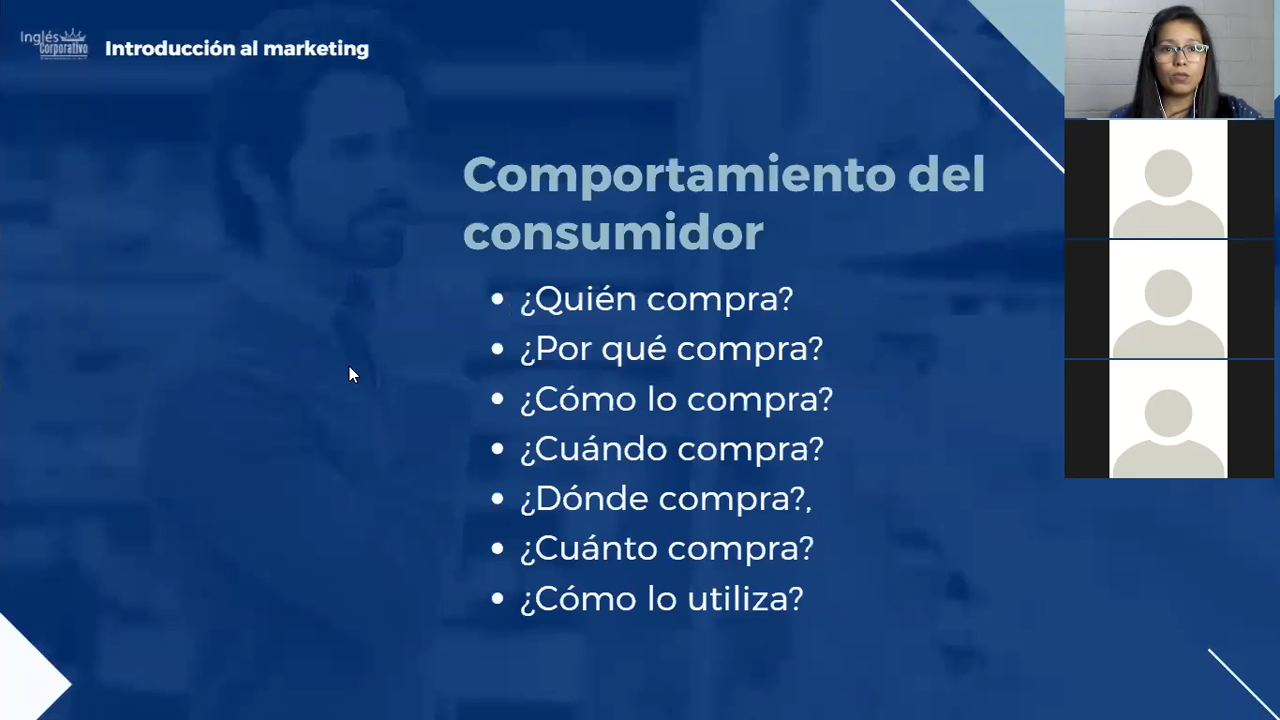 Inglés
Corporativo
Introducción al marketing
Comportamiento del
consumidor
• ¿Quién compra?
• ¿Por qué compra?
• ¿Cómo lo compra?
• ¿Cuándo compra?
• ¿Dónde compra?,
• ¿Cuánto compra?
• ¿Cómo lo utiliza?